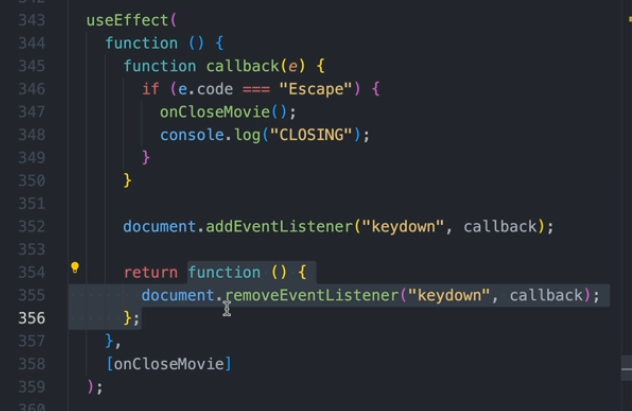 343 useEffect(
344 function () {
345 function callback(e) {
346 if (e.code === "Escape") {
347 onCloseMovie();
348 console.log("CLOSING");
349 }
350 }
351
352 document.addEventListener("keydown", callback);
353
354 return function () {
355 document.removeEventListener("keydown", callback);
356 };
357 },
358 [onCloseMovie]
359 );